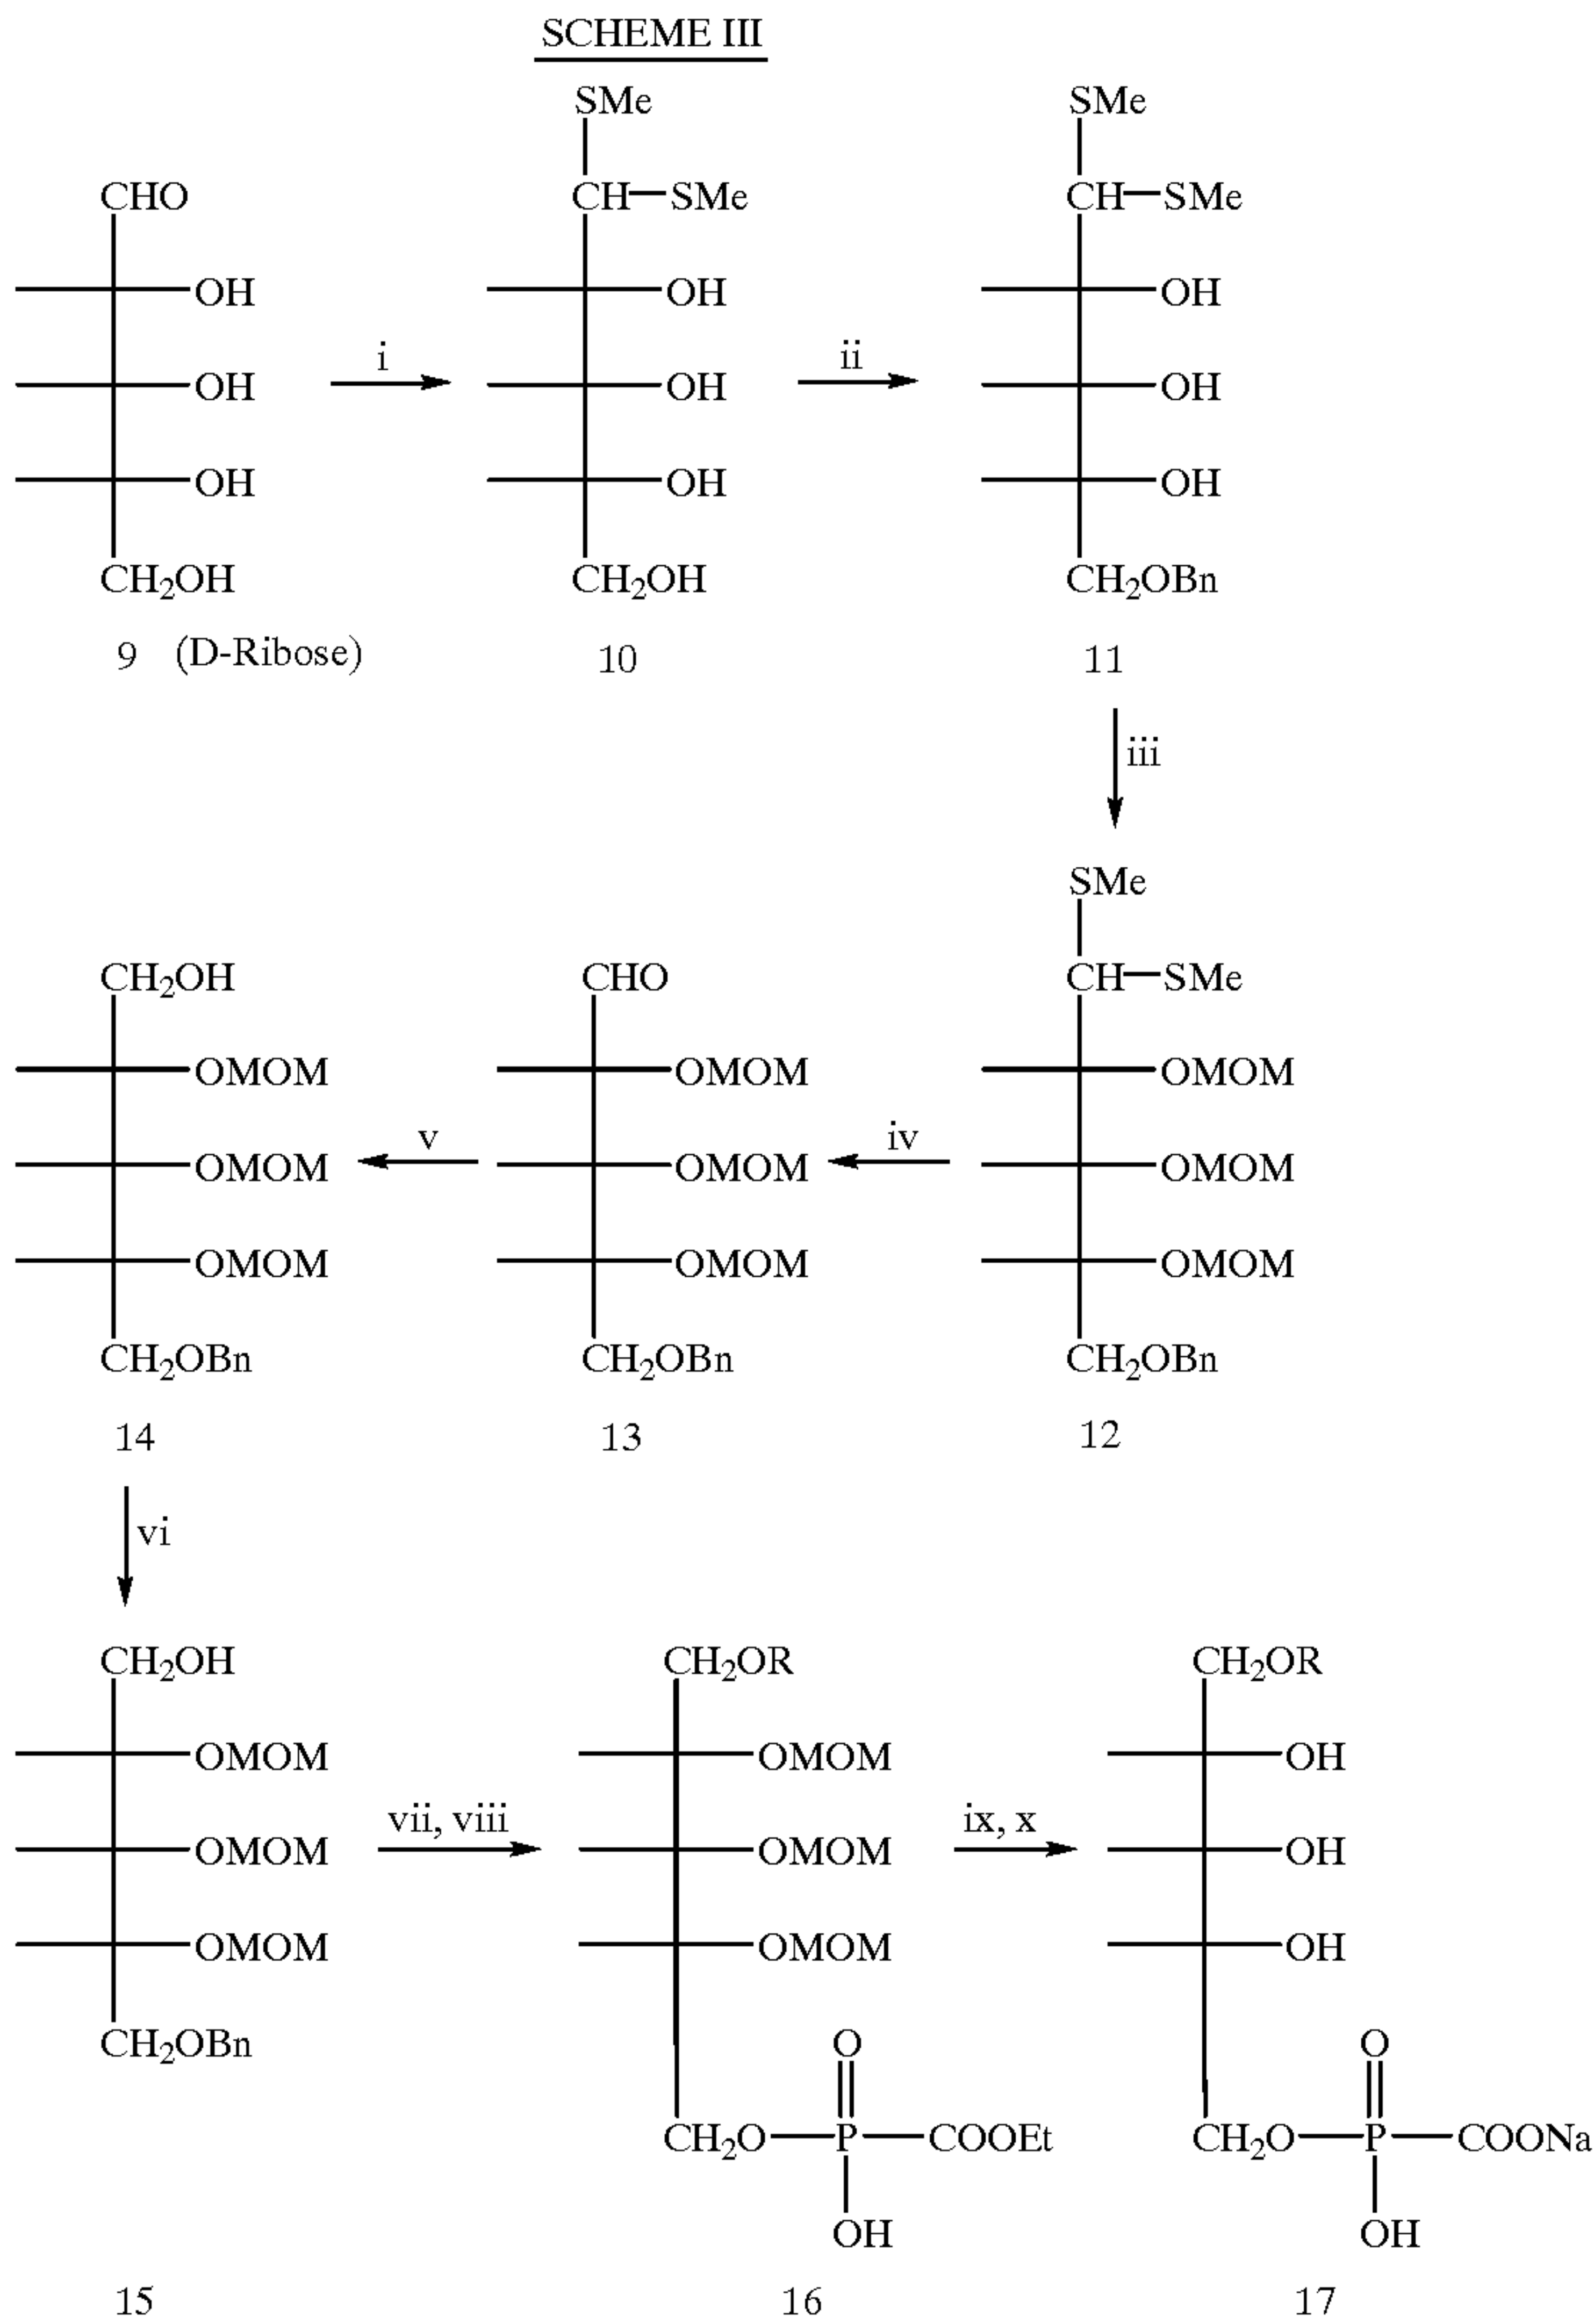 SCHEME III
SMe
CH SMe
OH
OH
OH
CH2OH
10
CHO
OH
OH
OH
CH2OH
9 (D-Ribose)
i
ii
SMe
CH SMe
OH
OH
OH
CH2OBn
11
iii
SMe
CH SMe
OMOM
OMOM
OMOM
CH2OBn
12
iv
CHO
OMOM
OMOM
OMOM
CH2OBn
13
v
CH2OH
OMOM
OMOM
OMOM
CH2OBn
14
vi
CH2OH
OMOM
OMOM
OMOM
CH2OBn
15
vii, viii
CH2OR
OMOM
OMOM
OMOM
O
CH2O P COOEt
OH
16
ix, x
CH2OR
OH
OH
OH
O
CH2O P COONa
OH
17